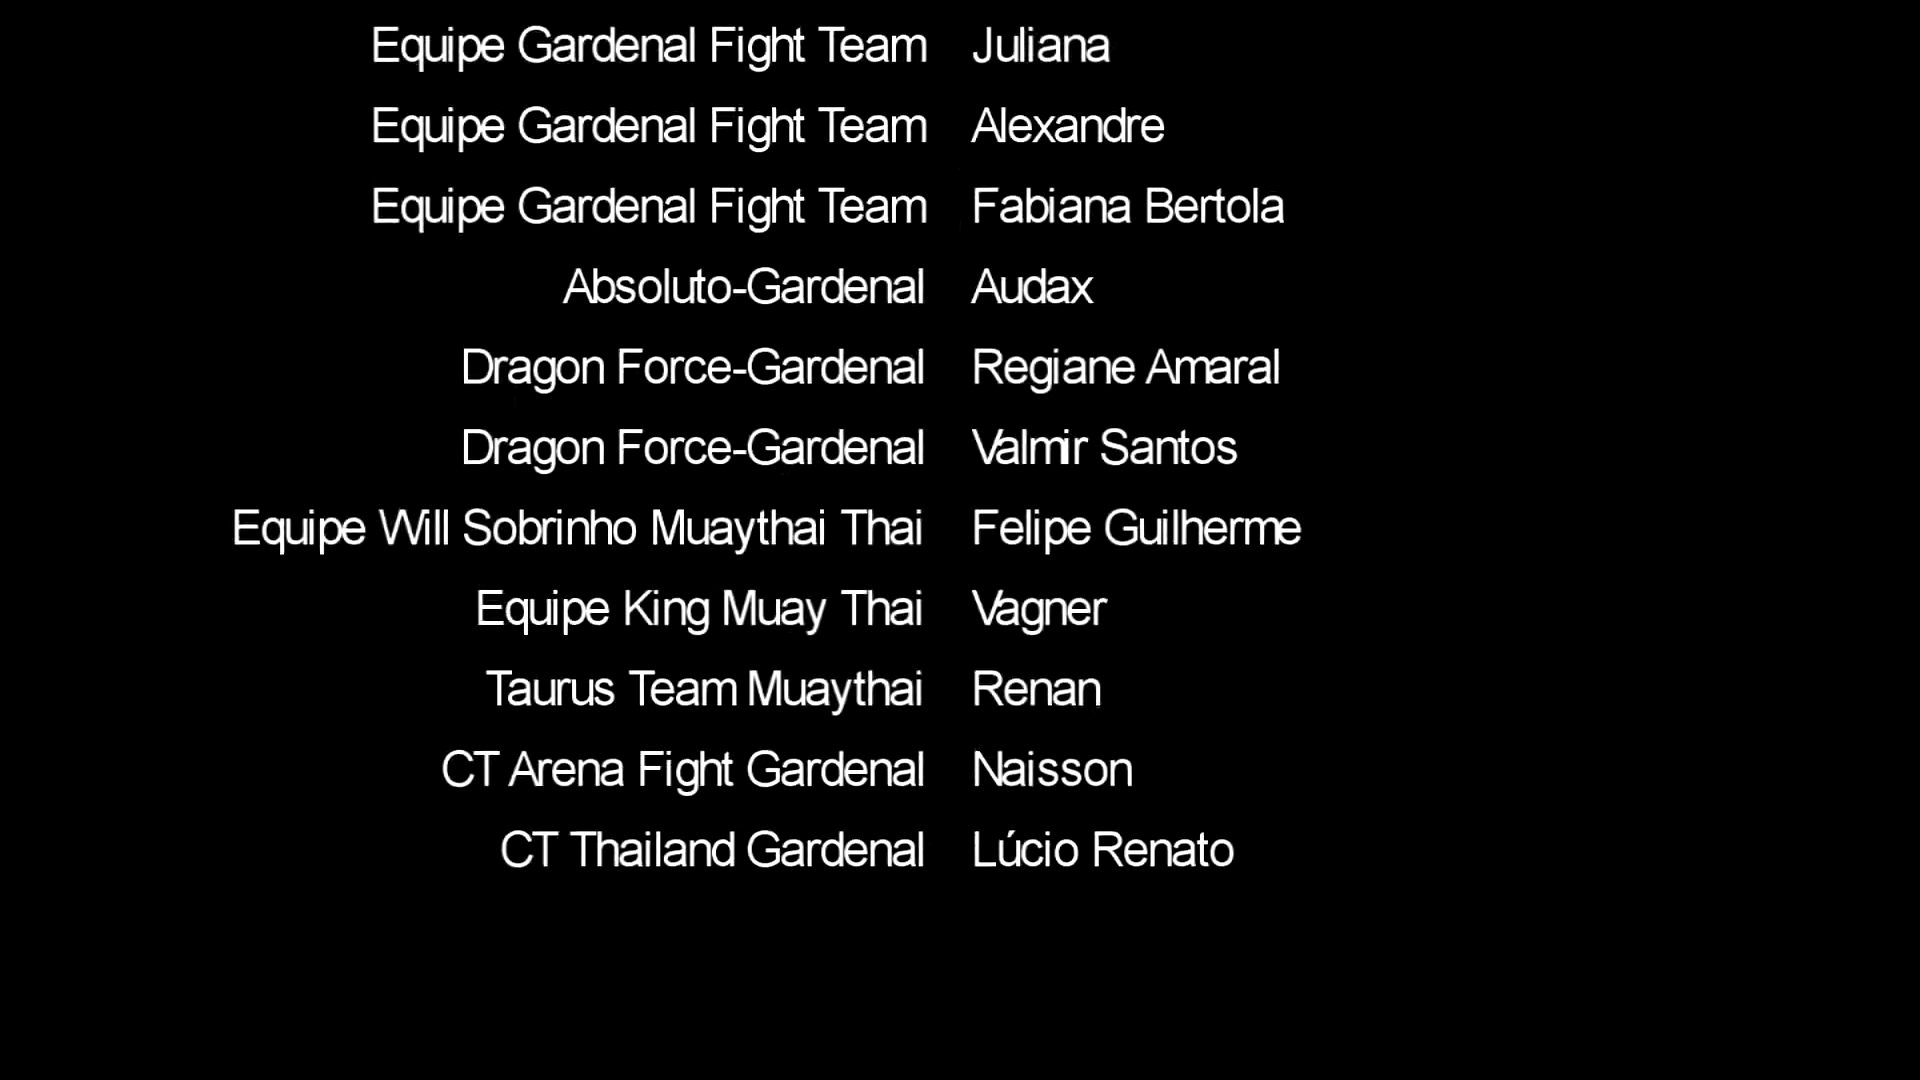 Equipe Gardenal Fight Team Juliana
Equipe Gardenal Fight Team Alexandre
Equipe Gardenal Fight Team Fabiana Bertola
Absoluto-Gardenal Audax
Dragon Force-Gardenal Regiane Amaral
Dragon Force-Gardenal Valmir Santos
Equipe Will Sobrinho Muaythai Thai Felipe Guilherme
Equipe King Muay Thai Vagner
Taurus Team Muaythai Renan
CT Arena Fight Gardenal Naisson
CT Thailand Gardenal Lúcio Renato